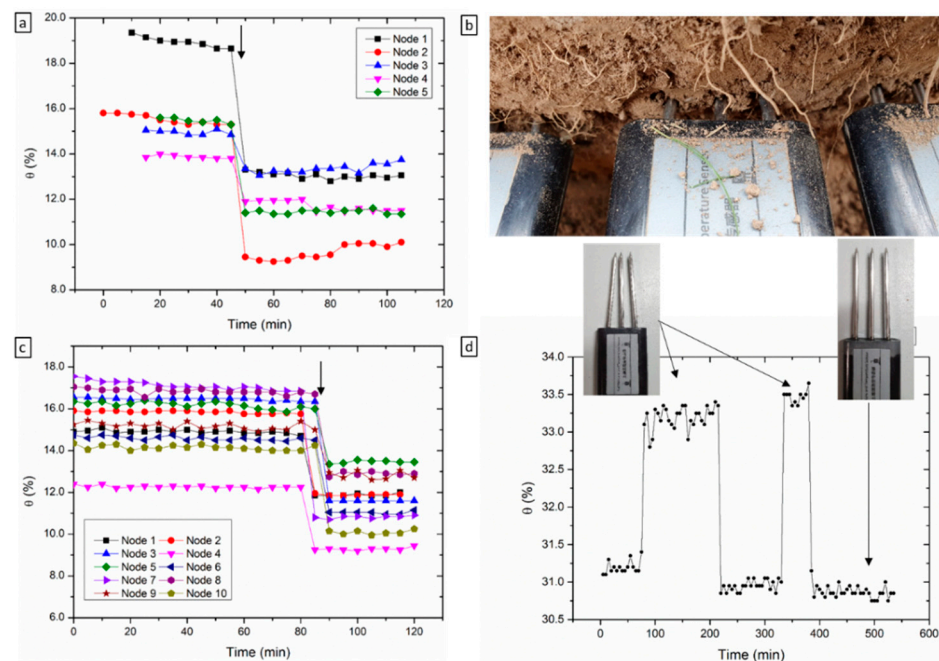 a
20.0
18.0
16.0
14.0
12.0
10.0
8.0
θ (%)
0 20 40 60 80 100 120
Time (min)
Node 1
Node 2
Node 3
Node 4
Node 5
b
perature Sens
c
18.0
16.0
14.0
12.0
10.0
8.0
6.0
θ (%)
Node 1 Node 2
Node 3 Node 4
Node 5 Node 6
Node 7 Node 8
Node 9 Node 10
0 20 40 60 80 100 120
Time (min)
d
34.0
33.5
33.0
32.5
32.0
31.5
31.0
30.5
θ (%)
0 100 200 300 400 500 600
Time (min)